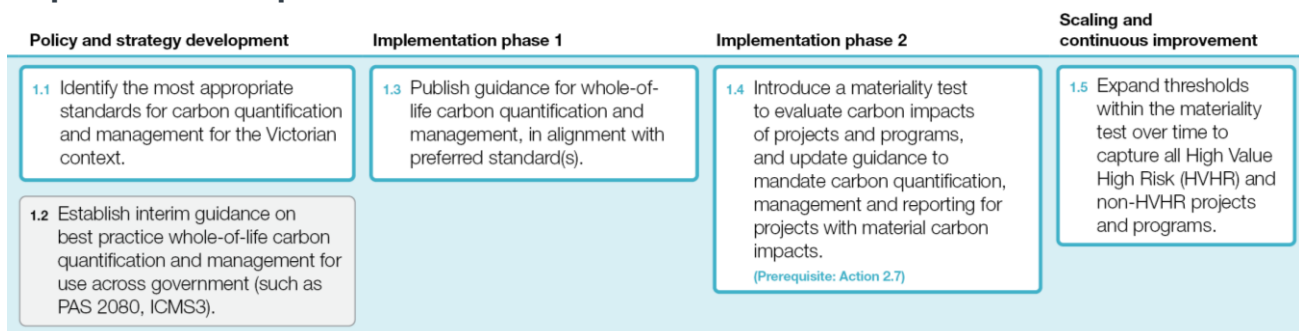 Policy and strategy development
1.1 Identify the most appropriate
standards for carbon quantification
and management for the Victorian
context.
1.2 Establish interim guidance on
best practice whole-of-life carbon
quantification and management for
use across government (such as
PAS 2080, ICMS3).
Implementation phase 1
1.3 Publish guidance for whole-of-
life carbon quantification and
management, in alignment with
preferred standard(s).
Implementation phase 2
1.4 Introduce a materiality test
to evaluate carbon impacts
of projects and programs,
and update guidance to
mandate carbon quantification,
management and reporting for
projects with material carbon
impacts.
(Prerequisite: Action 2.7)
Scaling and
continuous improvement
1.5 Expand thresholds
within the materiality
test over time to
capture all High Value
High Risk (HVHR) and
non-HVHR projects
and programs.